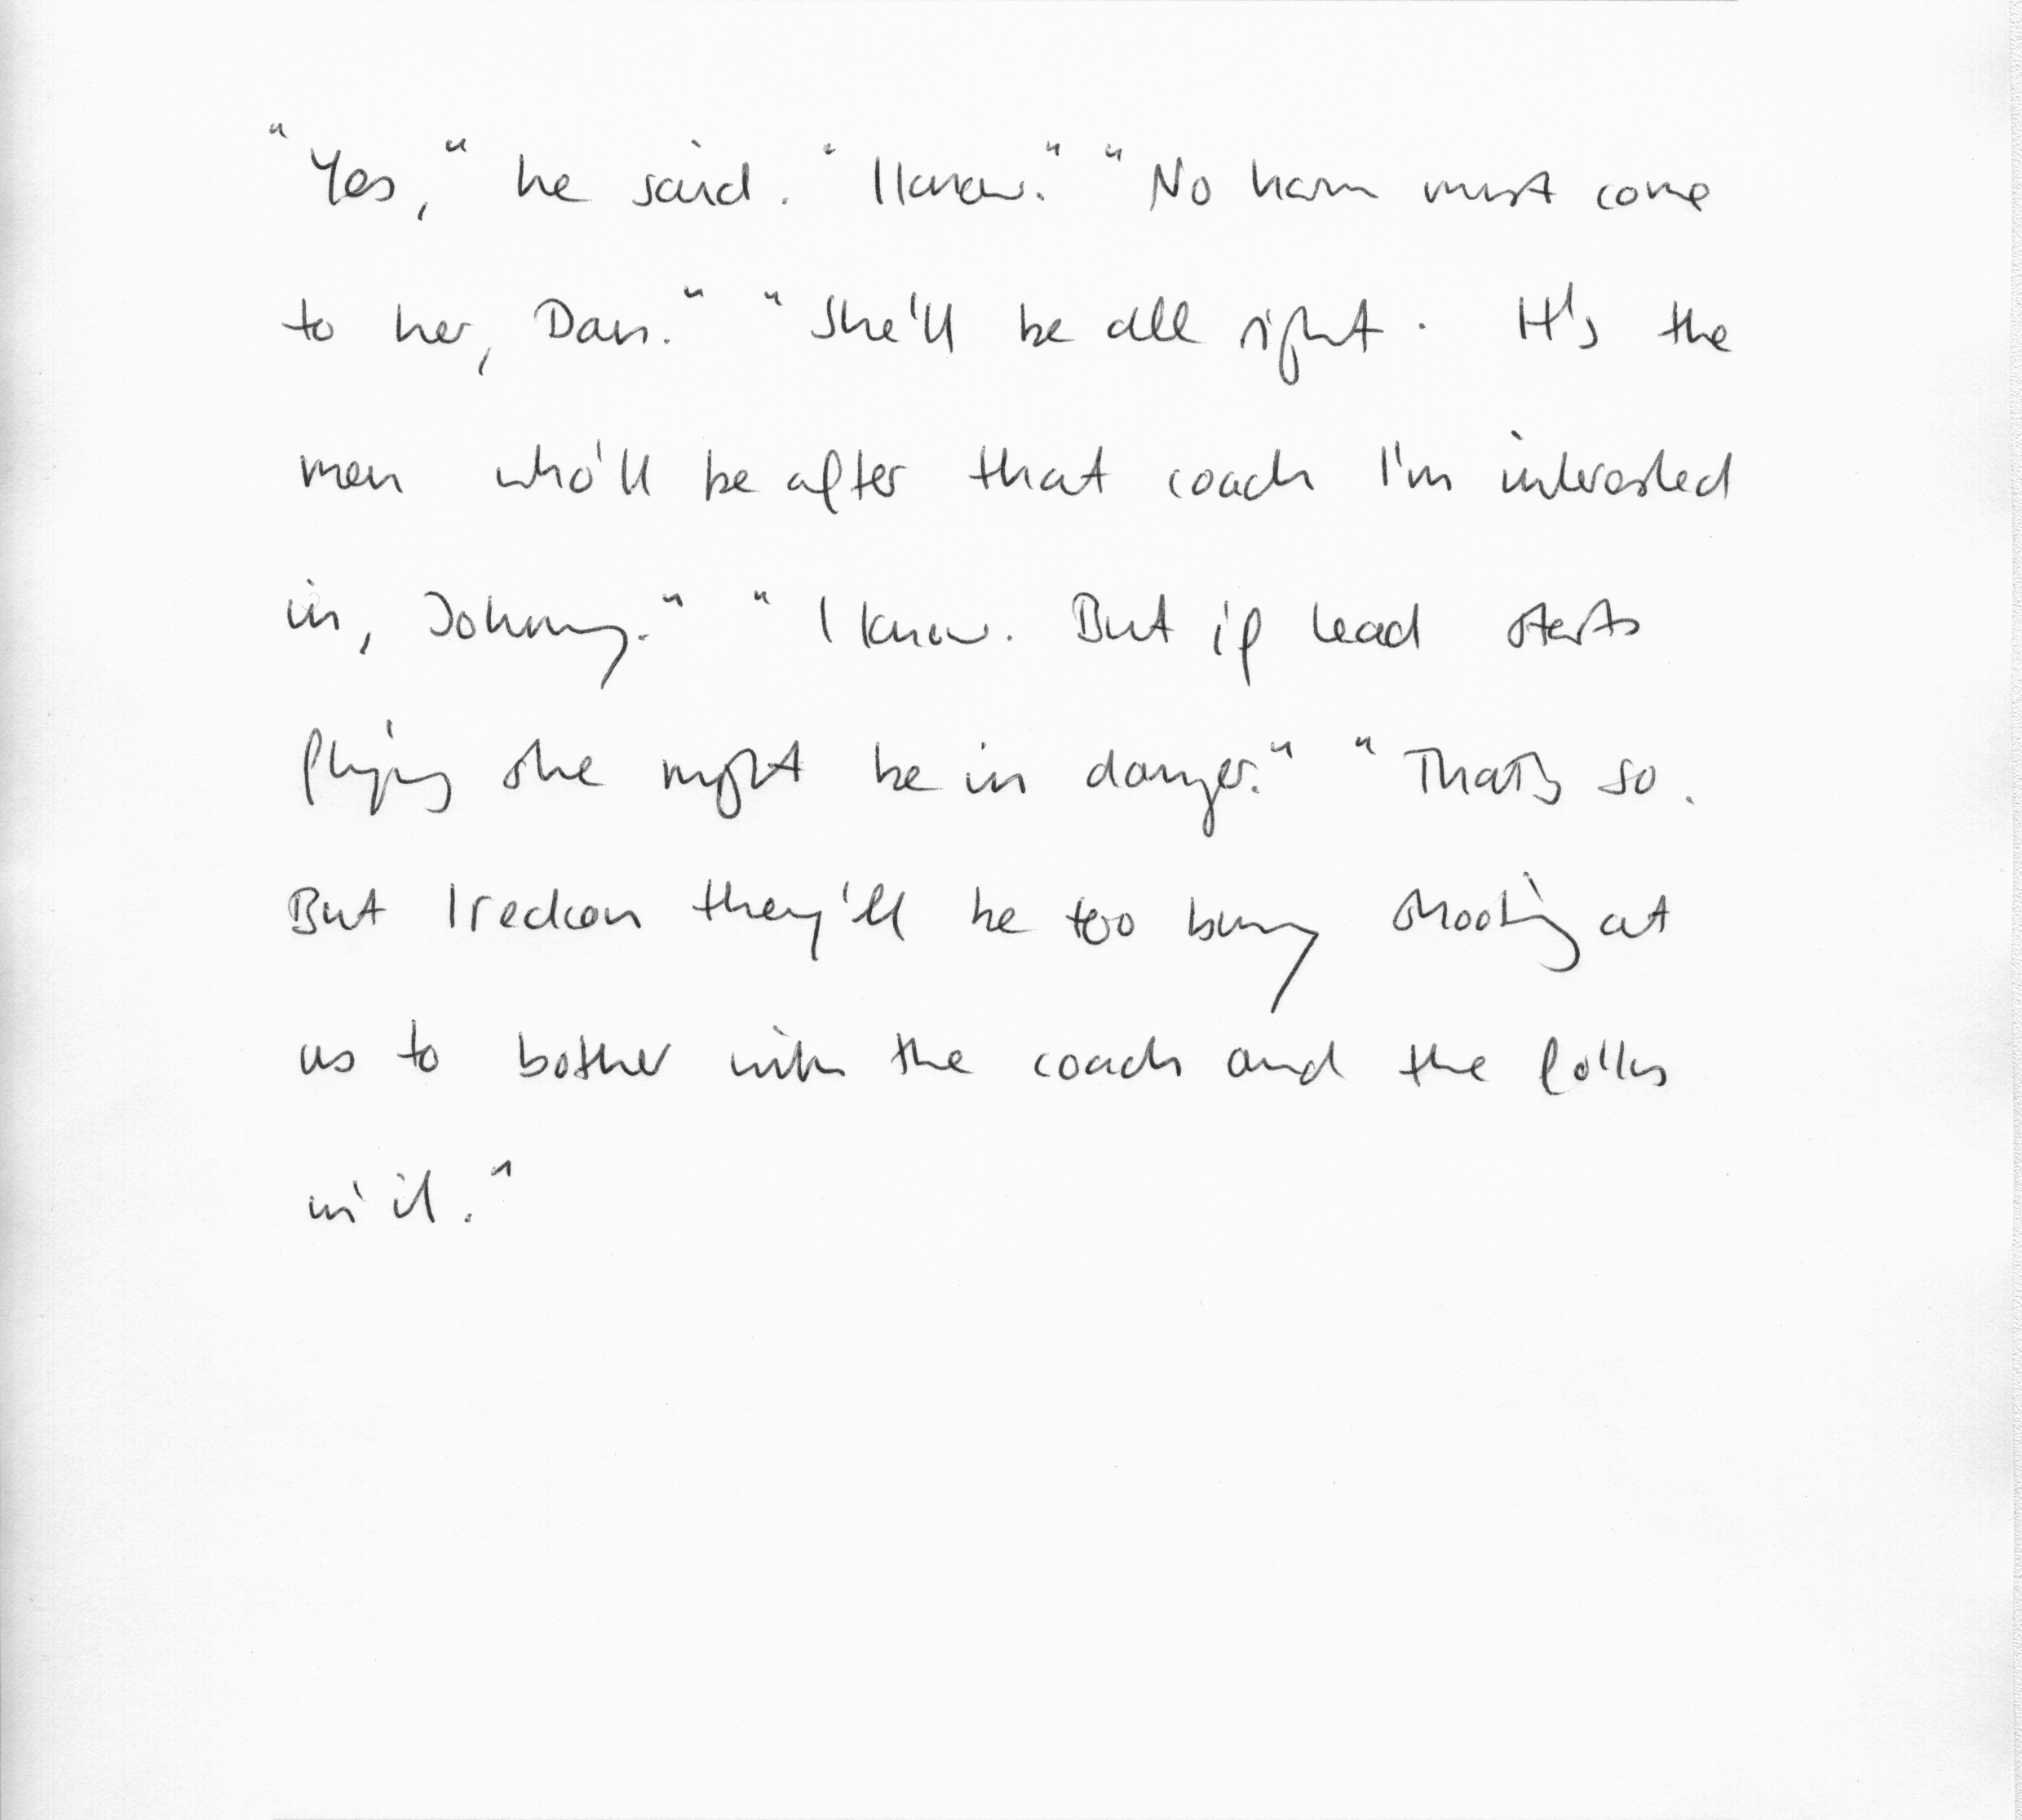 "Yes," he said. "I know." "No harm must come
to her, Dan." "She'll be all right. It's the
men who'll be after that coach I'm interested
in, Johnny." "I know. But if lead starts
flying she might be in danger." "That's so.
But I reckon they'll be too busy shooting at
us to bother with the coach and the folks
in it."